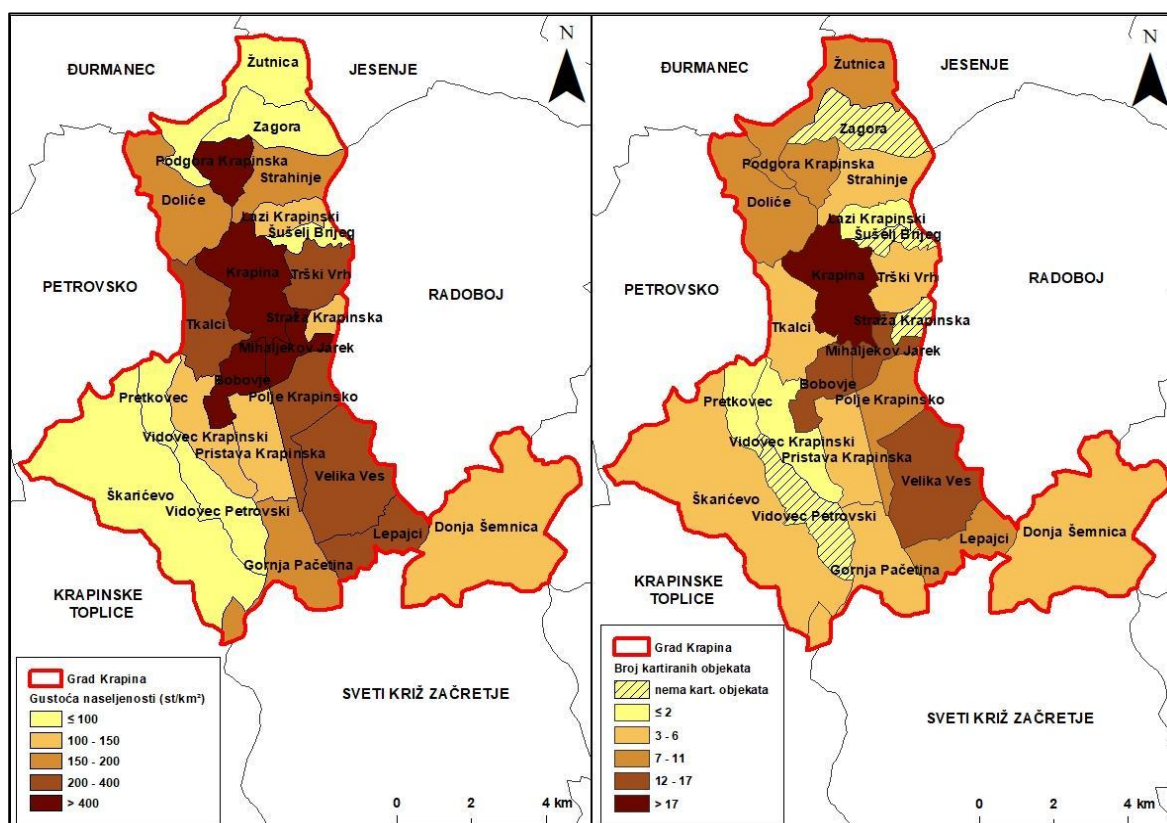 N
ĐURMANEC
JESENJE
Žutnica
Zagora
Podgora Krapinska
Strahinje
Doliće
Lazi Krapinski
Šušelj Brijeg
Krapina
Trški Vrh
PETROVSKO
RADOBOJ
Straža Krapinska
Tkalci
Mihaljekov Jarek
Bobovje
Pretkovec
Polje Krapinsko
Vidovec Krapinski
Pristava Krapinska
Velika Ves
Škarićevo
Vidovec Petrovski
Donja Šemnica
Lepajci
Gornja Pačetina
KRAPINSKE
TOPLICE
SVETI KRIŽ ZAČRETJE
Grad Krapina
Gustoća naseljenosti (st/km²)
≤ 100
100 - 150
150 - 200
200 - 400
> 400
0 2 4 km
N
ĐURMANEC
JESENJE
Žutnica
Zagora
Podgora Krapinska
Strahinje
Doliće
Lazi Krapinski
Šušelj Brijeg
Krapina
Trški Vrh
PETROVSKO
RADOBOJ
Straža Krapinska
Tkalci
Mihaljekov Jarek
Bobovje
Pretkovec
Polje Krapinsko
Vidovec Krapinski
Pristava Krapinska
Velika Ves
Škarićevo
Vidovec Petrovski
Donja Šemnica
Lepajci
Gornja Pačetina
KRAPINSKE
TOPLICE
SVETI KRIŽ ZAČRETJE
Grad Krapina
Broj kartiranih objekata
nema kart. objekata
≤ 2
3 - 6
7 - 11
12 - 17
> 17
0 2 4 km